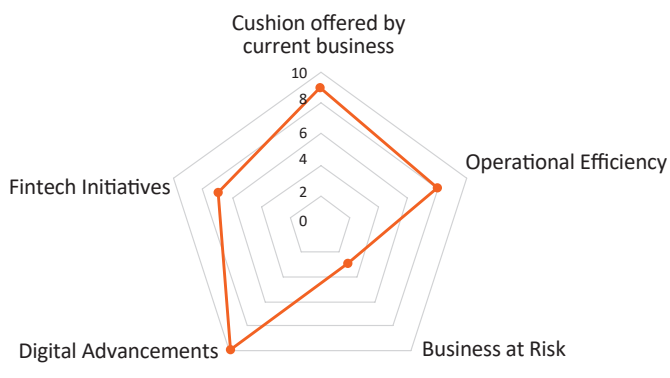 Cushion offered by
current business
10
8
6
4
2
0
Operational Efficiency
Fintech Initiatives
Digital Advancements
Business at Risk